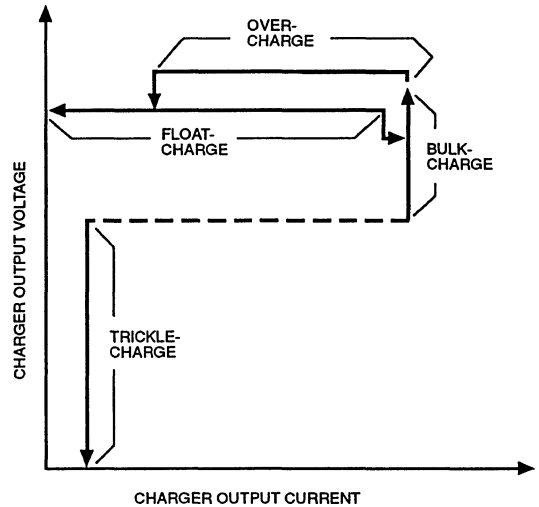 OVER-
CHARGE
FLOAT-
CHARGE
BULK-
CHARGE
TRICKLE-
CHARGE
CHARGER OUTPUT VOLTAGE
CHARGER OUTPUT CURRENT